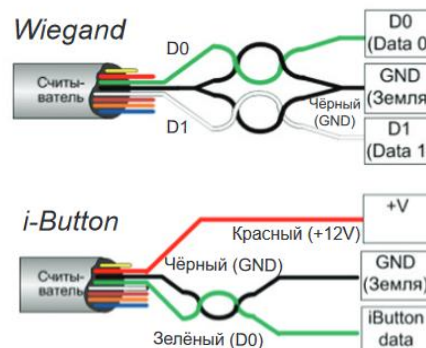 Wiegand
D0
D0
(Data 0
Считы-
ватель
GND
(Земля)
Чёрный
(GND)
D1
D1
(Data 1
i-Button
+V
Красный (+12V)
Чёрный (GND)
GND
(Земля)
Считы-
ватель
Зелёный (D0)
iButton
data